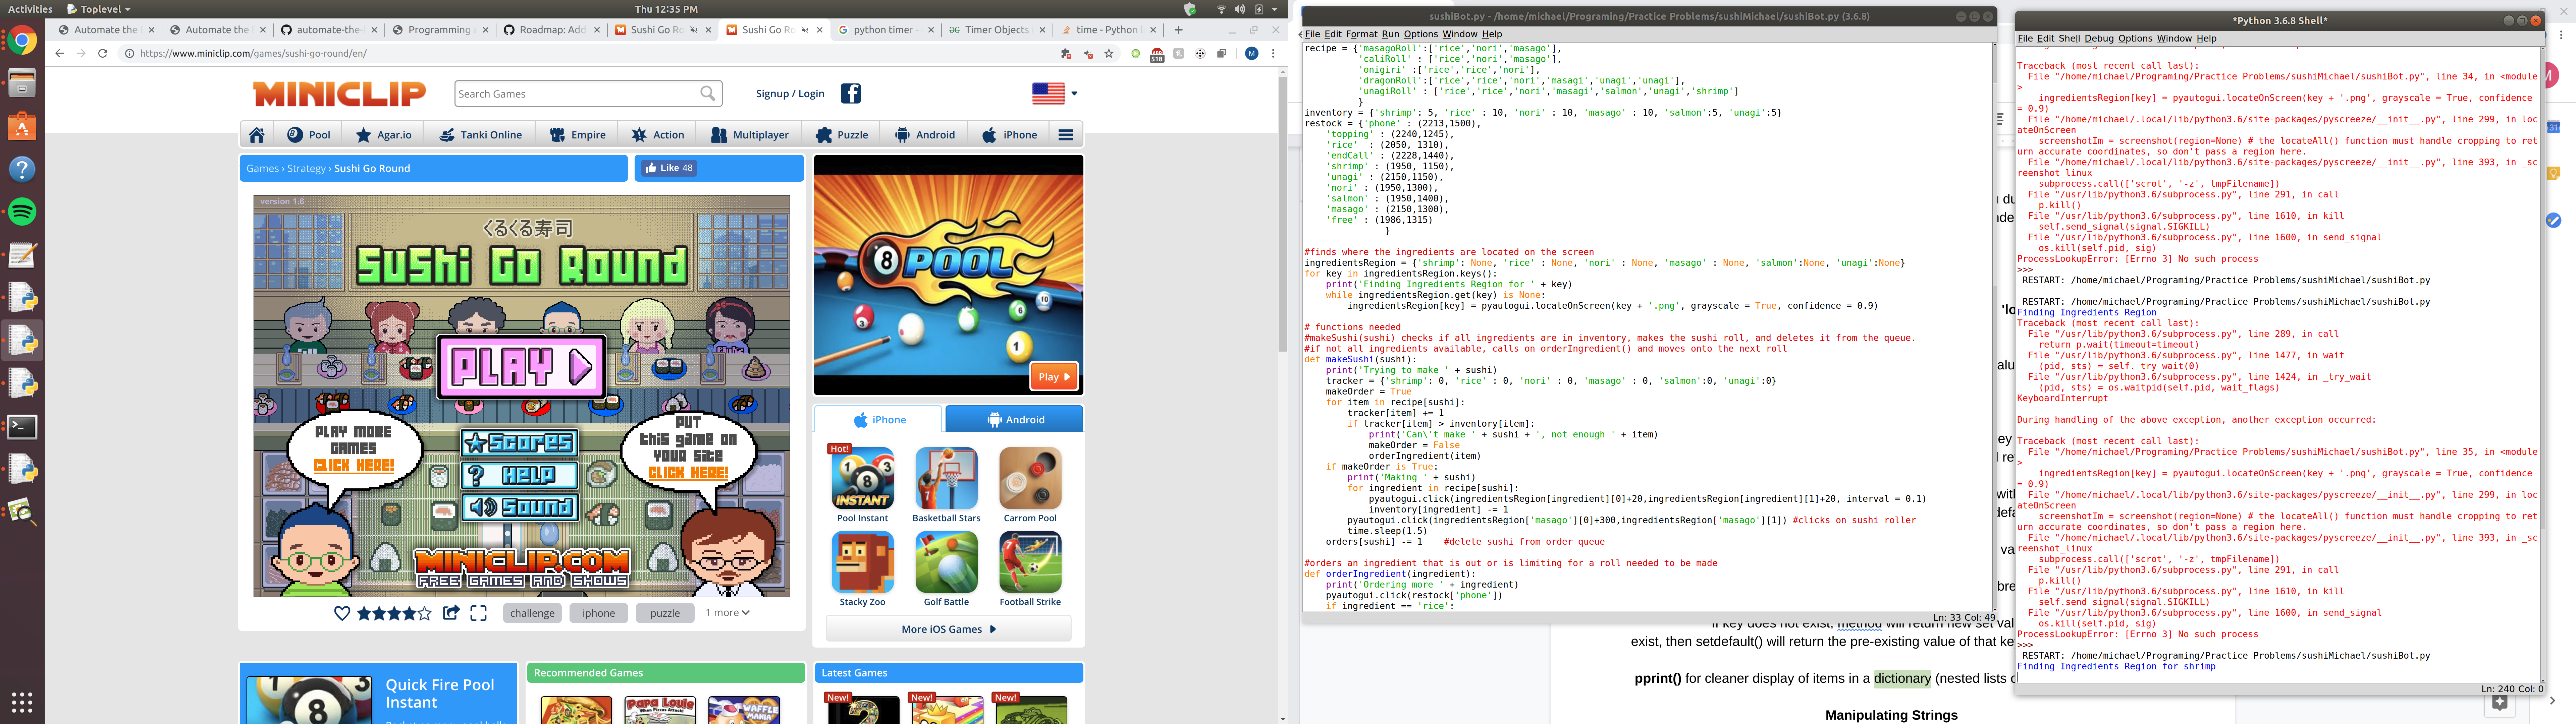 Activities
Toplevel
Thu 12:35 PM
Automate the
Automate the
automate-the-
Programming
Roadmap: Add
Sushi Go Ro
Sushi Go Ro
python timer -
Timer Objects
time - Python
https://www.miniclip.com/games/sushi-go-round/en/
518
M
MINICLIP
Search Games
Signup / Login
Pool
Agar.io
Tanki Online
Empire
Action
Multiplayer
Puzzle
Android
iPhone
Games › Strategy › Sushi Go Round
Like 48
version 1.6
くるくる寿司
SuShi Go Round
PLAY
PLAY MORE
GAMES
CLICK HERE!
Scores
Help
Sound
PUT
this game on
YOUR SITE
CLICK HERE!
MINICLIP.COM
FREE GAMES AND SHOWS
challenge
iphone
puzzle
1 more
8 POOL
Play
iPhone
Android
Hot!
INSTANT
Pool Instant
Basketball Stars
Carrom Pool
Stacky Zoo
Golf Battle
Football Strike
More iOS Games
Quick Fire Pool
Instant
Recommended Games
Papa Louie
WAFFLE
MANIA
Latest Games
New!
New!
New!
sushiBot.py - /home/michael/Programing/Practice Problems/sushiMichael/sushiBot.py (3.6.8)
File Edit Format Run Options Window Help
recipe = {'masagoRoll':['rice','nori','masago'],
'caliRoll' : ['rice','nori','masago'],
'onigiri' :['rice','rice','nori'],
'dragonRoll':['rice','rice','nori','masagi','unagi','unagi'],
'unagiRoll' : ['rice','rice','nori','masagi','salmon','unagi','shrimp']
}
inventory = {'shrimp': 5, 'rice' : 10, 'nori' : 10, 'masago' : 10, 'salmon':5, 'unagi':5}
restock = {'phone' : (2213,1500),
'topping' : (2240,1245),
'rice' : (2050, 1310),
'endCall' : (2228,1440),
'shrimp' : (1950, 1150),
'unagi' : (2150,1150),
'nori' : (1950,1300),
'salmon' : (1950,1400),
'masago' : (2150,1300),
'free' : (1986,1315)
}
#finds where the ingredients are located on the screen
ingredientsRegion = {'shrimp': None, 'rice' : None, 'nori' : None, 'masago' : None, 'salmon':None, 'unagi':None}
for key in ingredientsRegion.keys():
print('Finding Ingredients Region for ' + key)
while ingredientsRegion.get(key) is None:
ingredientsRegion[key] = pyautogui.locateOnScreen(key + '.png', grayscale = True, confidence = 0.9)
# functions needed
#makeSushi(sushi) checks if all ingredients are in inventory, makes the sushi roll, and deletes it from the queue.
#if not all ingredients available, calls on orderIngredient() and moves onto the next roll
def makeSushi(sushi):
print('Trying to make ' + sushi)
tracker = {'shrimp': 0, 'rice' : 0, 'nori' : 0, 'masago' : 0, 'salmon':0, 'unagi':0}
makeOrder = True
for item in recipe[sushi]:
tracker[item] += 1
if tracker[item] > inventory[item]:
print('Can\'t make ' + sushi + ', not enough ' + item)
makeOrder = False
orderIngredient(item)
if makeOrder is True:
print('Making ' + sushi)
for ingredient in recipe[sushi]:
pyautogui.click(ingredientsRegion[ingredient][0]+20,ingredientsRegion[ingredient][1]+20, interval = 0.1)
inventory[ingredient] -= 1
pyautogui.click(ingredientsRegion['masago'][0]+300,ingredientsRegion['masago'][1]) #clicks on sushi roller
time.sleep(1.5)
orders[sushi] -= 1 #delete sushi from order queue
#orders an ingredient that is out or is limiting for a roll needed to be made
def orderIngredient(ingredient):
print('Ordering more ' + ingredient)
pyautogui.click(restock['phone'])
if ingredient == 'rice':
Ln: 33 Col: 49
exist, then setdefault() will return the pre-existing value of that ke
pprint() for cleaner display of items in a dictionary (nested lists c
Manipulating Strings
*Python 3.6.8 Shell*
File Edit Shell Debug Options Window Help
Traceback (most recent call last):
File "/home/michael/Programing/Practice Problems/sushiMichael/sushiBot.py", line 34, in <module
>
ingredientsRegion[key] = pyautogui.locateOnScreen(key + '.png', grayscale = True, confidence
= 0.9)
File "/home/michael/.local/lib/python3.6/site-packages/pyscreeze/__init__.py", line 299, in loc
ateOnScreen
screenshotIm = screenshot(region=None) # the locateAll() function must handle cropping to ret
urn accurate coordinates, so don't pass a region here.
File "/home/michael/.local/lib/python3.6/site-packages/pyscreeze/__init__.py", line 393, in _sc
reenshot_linux
subprocess.call(['scrot', '-z', tmpFilename])
File "/usr/lib/python3.6/subprocess.py", line 291, in call
p.kill()
File "/usr/lib/python3.6/subprocess.py", line 1610, in kill
self.send_signal(signal.SIGKILL)
File "/usr/lib/python3.6/subprocess.py", line 1600, in send_signal
os.kill(self.pid, sig)
ProcessLookupError: [Errno 3] No such process
>>>
RESTART: /home/michael/Programing/Practice Problems/sushiMichael/sushiBot.py
RESTART: /home/michael/Programing/Practice Problems/sushiMichael/sushiBot.py
Finding Ingredients Region
Traceback (most recent call last):
File "/usr/lib/python3.6/subprocess.py", line 289, in call
return p.wait(timeout=timeout)
File "/usr/lib/python3.6/subprocess.py", line 1477, in wait
(pid, sts) = self._try_wait(0)
File "/usr/lib/python3.6/subprocess.py", line 1424, in _try_wait
(pid, sts) = os.waitpid(self.pid, wait_flags)
KeyboardInterrupt
During handling of the above exception, another exception occurred:
Traceback (most recent call last):
File "/home/michael/Programing/Practice Problems/sushiMichael/sushiBot.py", line 35, in <module
>
ingredientsRegion[key] = pyautogui.locateOnScreen(key + '.png', grayscale = True, confidence
= 0.9)
File "/home/michael/.local/lib/python3.6/site-packages/pyscreeze/__init__.py", line 299, in loc
ateOnScreen
screenshotIm = screenshot(region=None) # the locateAll() function must handle cropping to ret
urn accurate coordinates, so don't pass a region here.
File "/home/michael/.local/lib/python3.6/site-packages/pyscreeze/__init__.py", line 393, in _sc
reenshot_linux
subprocess.call(['scrot', '-z', tmpFilename])
File "/usr/lib/python3.6/subprocess.py", line 291, in call
p.kill()
File "/usr/lib/python3.6/subprocess.py", line 1610, in kill
self.send_signal(signal.SIGKILL)
File "/usr/lib/python3.6/subprocess.py", line 1600, in send_signal
os.kill(self.pid, sig)
ProcessLookupError: [Errno 3] No such process
>>>
RESTART: /home/michael/Programing/Practice Problems/sushiMichael/sushiBot.py
Finding Ingredients Region for shrimp
Ln: 240 Col: 0